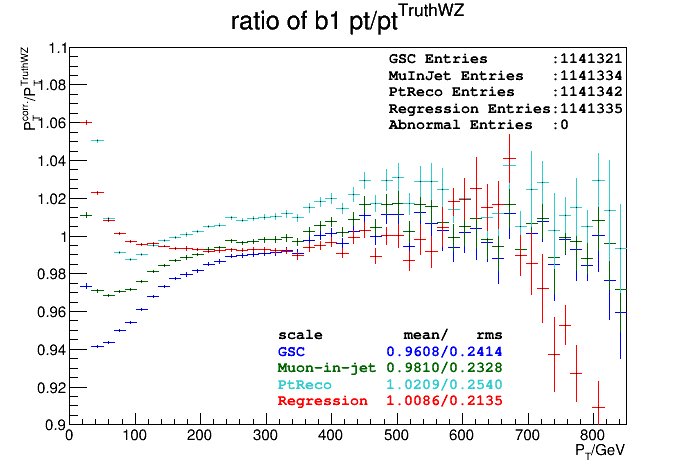 ratio of b1 pt/pt^TruthWZ
P_T^corr./P_T^TruthWZ
1.1
1.08
1.06
1.04
1.02
1
0.98
0.96
0.94
0.92
0.9
GSC Entries :1141321
MuInJet Entries :1141334
PtReco Entries :1141342
Regression Entries:1141335
Abnormal Entries :0
scale mean/ rms
GSC 0.9608/0.2414
Muon-in-jet 0.9810/0.2328
PtReco 1.0209/0.2540
Regression 1.0086/0.2135
0 100 200 300 400 500 600 700 800
P_T/GeV